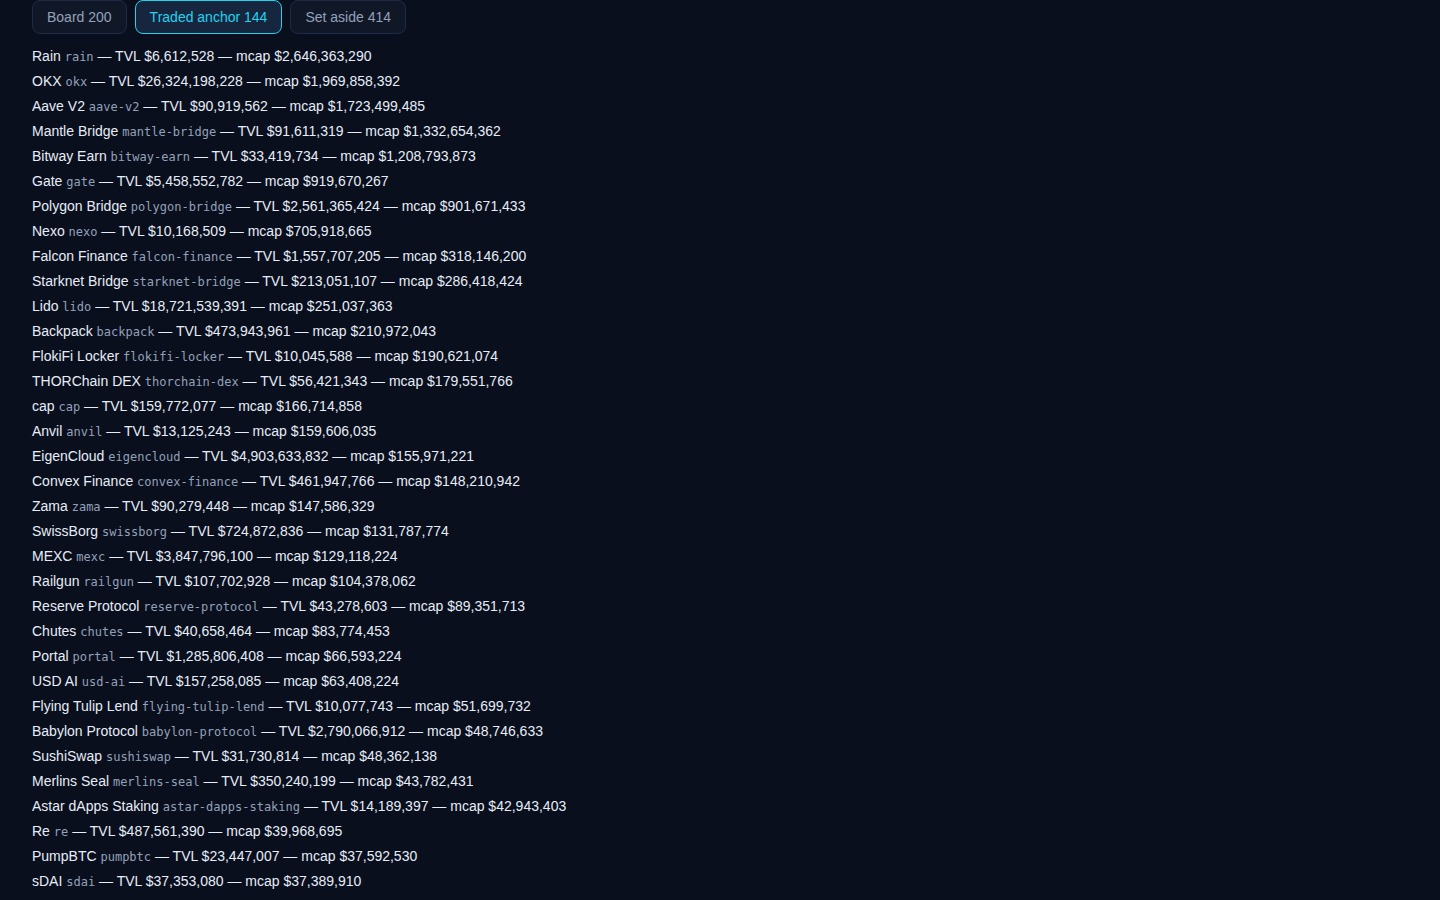 Board 200 Traded anchor 144 Set aside 414
Rain rain — TVL $6,612,528 — mcap $2,646,363,290
OKX okx — TVL $26,324,198,228 — mcap $1,969,858,392
Aave V2 aave-v2 — TVL $90,919,562 — mcap $1,723,499,485
Mantle Bridge mantle-bridge — TVL $91,611,319 — mcap $1,332,654,362
Bitway Earn bitway-earn — TVL $33,419,734 — mcap $1,208,793,873
Gate gate — TVL $5,458,552,782 — mcap $919,670,267
Polygon Bridge polygon-bridge — TVL $2,561,365,424 — mcap $901,671,433
Nexo nexo — TVL $10,168,509 — mcap $705,918,665
Falcon Finance falcon-finance — TVL $1,557,707,205 — mcap $318,146,200
Starknet Bridge starknet-bridge — TVL $213,051,107 — mcap $286,418,424
Lido lido — TVL $18,721,539,391 — mcap $251,037,363
Backpack backpack — TVL $473,943,961 — mcap $210,972,043
FlokiFi Locker flokifi-locker — TVL $10,045,588 — mcap $190,621,074
THORChain DEX thorchain-dex — TVL $56,421,343 — mcap $179,551,766
cap cap — TVL $159,772,077 — mcap $166,714,858
Anvil anvil — TVL $13,125,243 — mcap $159,606,035
EigenCloud eigencloud — TVL $4,903,633,832 — mcap $155,971,221
Convex Finance convex-finance — TVL $461,947,766 — mcap $148,210,942
Zama zama — TVL $90,279,448 — mcap $147,586,329
SwissBorg swissborg — TVL $724,872,836 — mcap $131,787,774
MEXC mexc — TVL $3,847,796,100 — mcap $129,118,224
Railgun railgun — TVL $107,702,928 — mcap $104,378,062
Reserve Protocol reserve-protocol — TVL $43,278,603 — mcap $89,351,713
Chutes chutes — TVL $40,658,464 — mcap $83,774,453
Portal portal — TVL $1,285,806,408 — mcap $66,593,224
USD AI usd-ai — TVL $157,258,085 — mcap $63,408,224
Flying Tulip Lend flying-tulip-lend — TVL $10,077,743 — mcap $51,699,732
Babylon Protocol babylon-protocol — TVL $2,790,066,912 — mcap $48,746,633
SushiSwap sushiswap — TVL $31,730,814 — mcap $48,362,138
Merlins Seal merlins-seal — TVL $350,240,199 — mcap $43,782,431
Astar dApps Staking astar-dapps-staking — TVL $14,189,397 — mcap $42,943,403
Re re — TVL $487,561,390 — mcap $39,968,695
PumpBTC pumpbtc — TVL $23,447,007 — mcap $37,592,530
sDAI sdai — TVL $37,353,080 — mcap $37,389,910